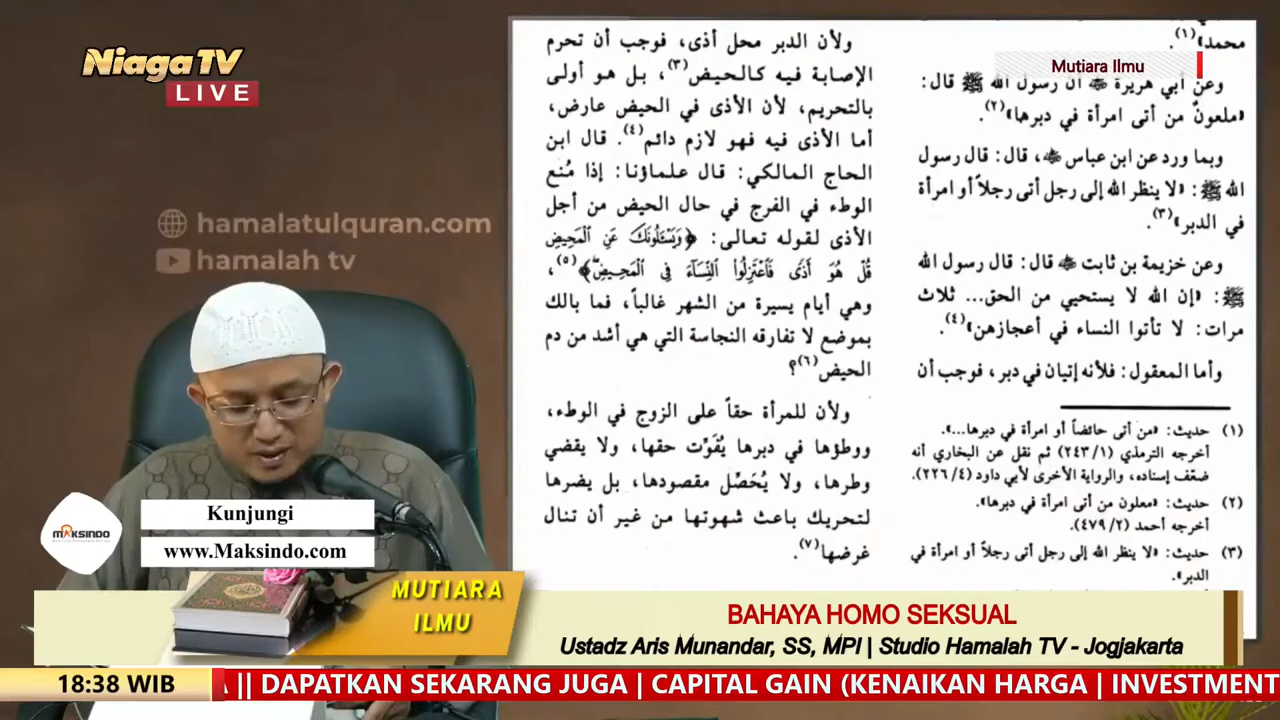 Niaga TV
LIVE
hamalatulquran.com
hamalah tv
Mutiara Ilmu
محمد»(١).
وعن أبي هريرة ﷺ أن رسول الله ﷺ قال:
«ملعونٌ من أتى امرأة في دبرها»(٢).
وبما ورد عن ابن عباس، قال: قال رسول
الله ﷺ: «لا ينظر الله إلى رجل أتى رجلاً أو امرأة
في الدبر»(٣).
وعن خزيمة بن ثابت قال: قال رسول الله
ﷺ: «إن الله لا يستحيي من الحق... ثلاث
مرات: لا تأتوا النساء في أعجازهن»(٤).
وأما المعقول: فلأنه إتيان في دبر، فوجب أن
(١) حديث: «من أتى حائضاً أو امرأة في دبرها...».
أخرجه الترمذي (١/٢٤٣) ثم نقل عن البخاري أنه
ضعّف إسناده، والرواية الأخرى لأبي داود (٤/٢٢٦).
(٢) حديث: «معلون من أتى امرأة في دبرها».
أخرجه أحمد (٢/٤٧٩).
(٣) حديث: «لا ينظر الله إلى رجل أتى رجلاً أو امرأة في
الدبر».
ولأن الدبر محل أذى، فوجب أن تحرم
الإصابة فيه كالحيض(٣)، بل هو أولى
بالتحريم، لأن الأذى في الحيض عارض،
أما الأذى فيه فهو لازم دائم(٤). قال ابن
الحاج المالكي: قال علماؤنا: إذا مُنع
الوطء في الفرج في حال الحيض من أجل
الأذى لقوله تعالى: ﴿وَيَسْـَٔلُونَكَ عَنِ الْمَحِيضِ
قُلْ هُوَ أَذًى فَاعْتَزِلُوا النِّسَاءَ فِي الْمَحِيضِ﴾(٥)،
وهي أيام يسيرة من الشهر غالباً، فما بالك
بموضع لا تفارقه النجاسة التي هي أشد من دم
الحيض(٦)؟
ولأن للمرأة حقاً على الزوج في الوطء،
ووطؤها في دبرها يُفَوِّت حقها، ولا يقضي
وطرها، ولا يُحَصِّل مقصودها، بل يضرها
لتحريك باعث شهوتها من غير أن تنال
غرضها(٧).
MAKSINDO
Kunjungi
www.Maksindo.com
MUTIARA
ILMU
BAHAYA HOMO SEKSUAL
Ustadz Aris Munandar, SS, MPI | Studio Hamalah TV - Jogjakarta
18:38 WIB
|| DAPATKAN SEKARANG JUGA | CAPITAL GAIN (KENAIKAN HARGA | INVESTMENT